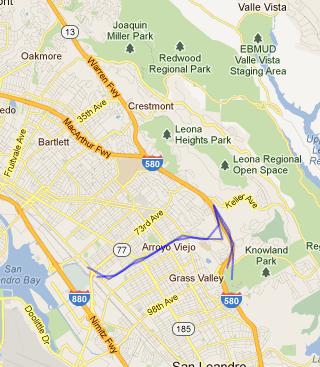 mont
Valle Vista
Joaquin
Miller Park
13
Oakmore
Redwood
Regional Park
EBMUD
Valle Vista
Staging Area
Warren Fwy
35th Ave
Crestmont
MacArthur Fwy
Fruitvale Ave
Bartlett
Leona
Heights Park
580
Leona Regional
Open Space
Keller Ave
73rd Ave
77
Arroyo Viejo
Knowland
Park
San
Leandro Bay
Grass Valley
880
98th Ave
580
Doolittle Dr
Nimitz Fwy
185
San Leandro